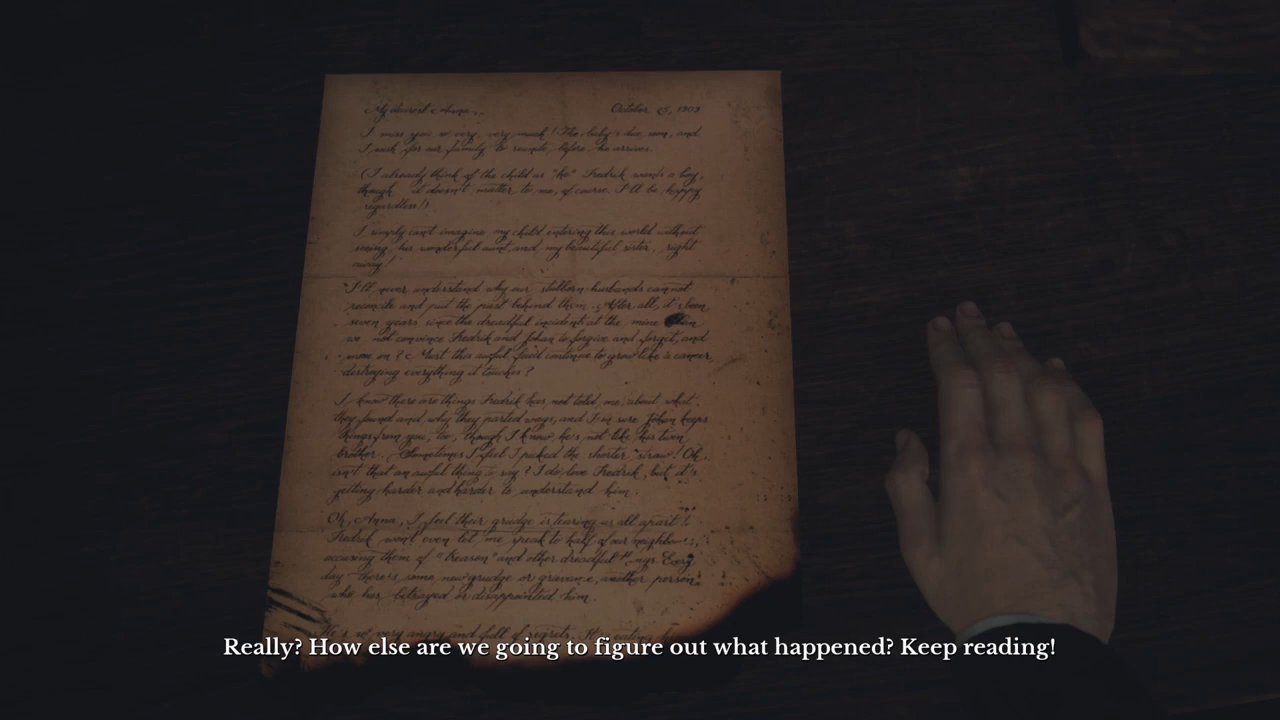 My dearest Anna,
October 25, 1903
I miss you so very, very much! The baby's due soon, and
I wish for our family to reunite before he arrives.
(I already think of the child as "he". Fredrik wants a boy,
though it doesn't matter to me, of course. I'll be happy
regardless!)
I simply can't imagine my child entering this world without
seeing his wonderful aunt, and my beautiful sister, right
away!
I'll never understand why our stubborn husbands cannot
reconcile and put the past behind them. After all, it's been
seven years since the dreadful incident at the mine. Can
we not convince Fredrik and Johan to forgive and forget, and
move on? Must this awful feud continue to grow like a cancer,
destroying everything it touches?
I know there are things Fredrik has not told me about what
they found and why they parted ways, and I'm sure Johan keeps
things from you, too, though I know he's not like his twin
brother. Sometimes I feel I picked the shorter straw! Oh,
isn't that an awful thing to say? I do love Fredrik, but it's
getting harder and harder to understand him.
Oh, Anna, I feel their grudge is tearing us all apart!
Fredrik won't even let me speak to half of our neighbors,
accusing them of "treason" and other dreadful things. Every
day there's some new grudge or grievance, another person
who has betrayed or disappointed him.
He's so very angry and full of regrets. It's eating
Really? How else are we going to figure out what happened? Keep reading!